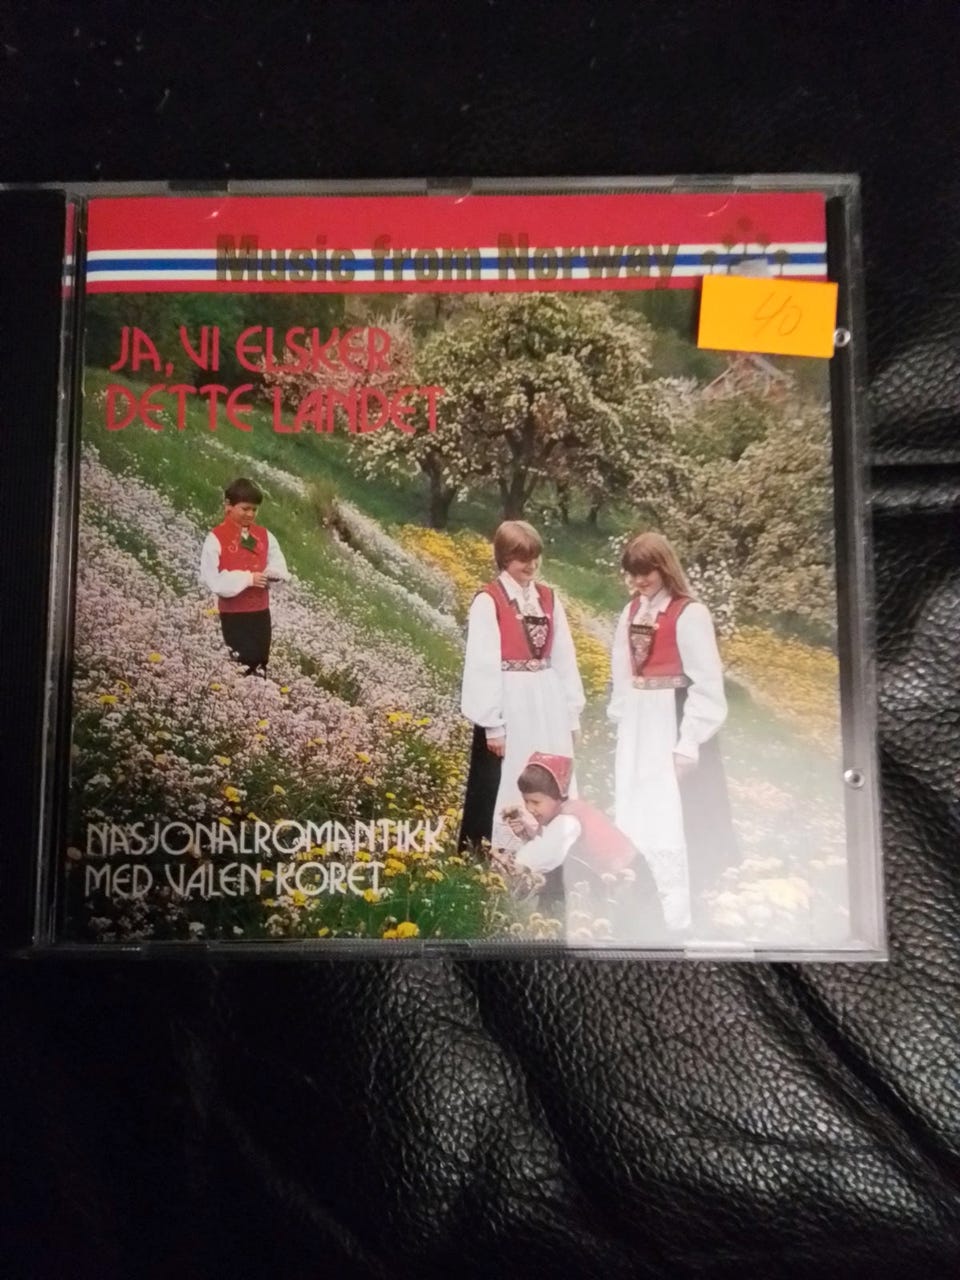 Music from Norway
40
JA, VI ELSKER
DETTE LANDET
NASJONALROMANTIKK
MED VALEN-KORET